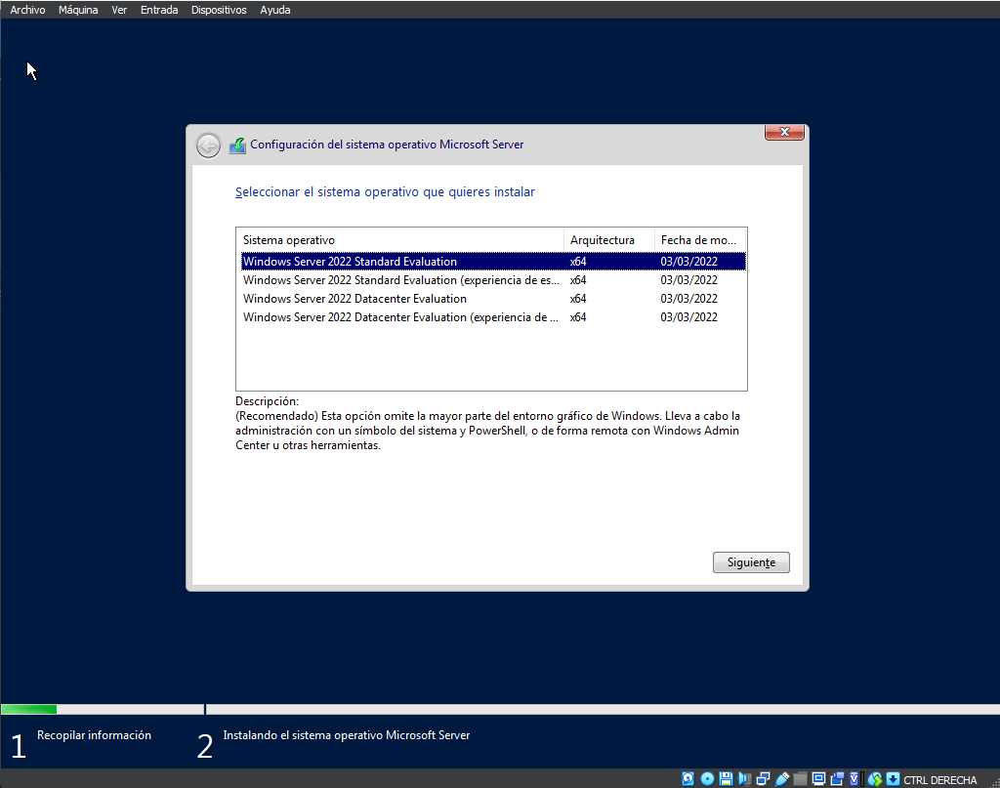 Archivo Máquina Ver Entrada Dispositivos Ayuda
Configuración del sistema operativo Microsoft Server
Seleccionar el sistema operativo que quieres instalar
Sistema operativo Arquitectura Fecha de mo...
Windows Server 2022 Standard Evaluation x64 03/03/2022
Windows Server 2022 Standard Evaluation (experiencia de es... x64 03/03/2022
Windows Server 2022 Datacenter Evaluation x64 03/03/2022
Windows Server 2022 Datacenter Evaluation (experiencia de ... x64 03/03/2022
Descripción:
(Recomendado) Esta opción omite la mayor parte del entorno gráfico de Windows. Lleva a cabo la
administración con un símbolo del sistema y PowerShell, o de forma remota con Windows Admin
Center u otras herramientas.
Siguiente
1 Recopilar información 2 Instalando el sistema operativo Microsoft Server
CTRL DERECHA